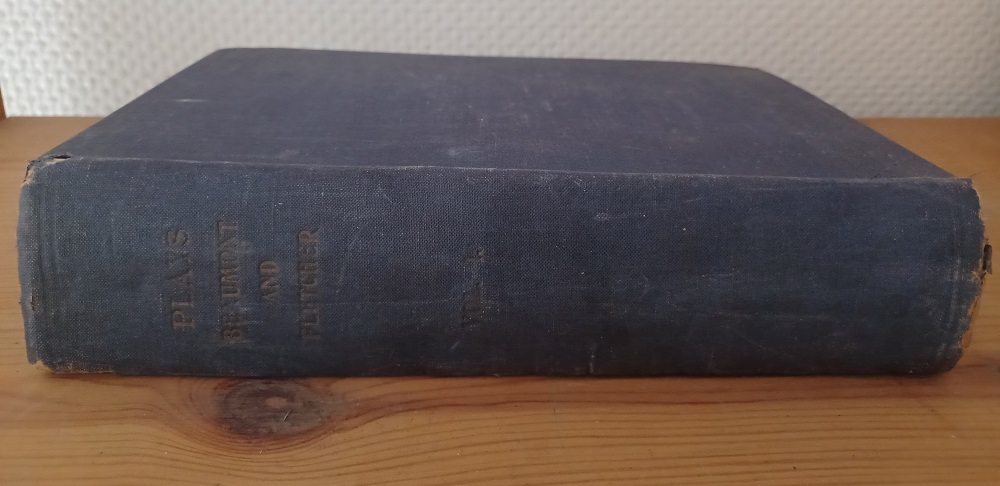 PLAYS
BEAUMONT
AND
FLETCHER
VOL. I